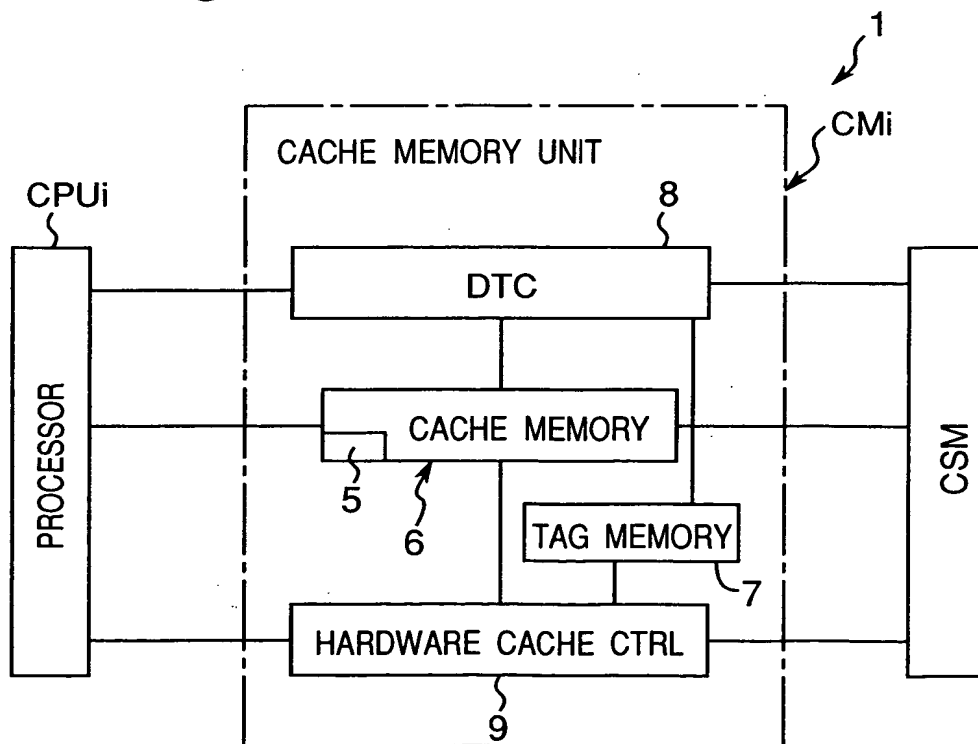 1
CMi
CACHE MEMORY UNIT
CPUi
8
DTC
PROCESSOR
CACHE MEMORY
5
6
TAG MEMORY
7
CSM
HARDWARE CACHE CTRL
9